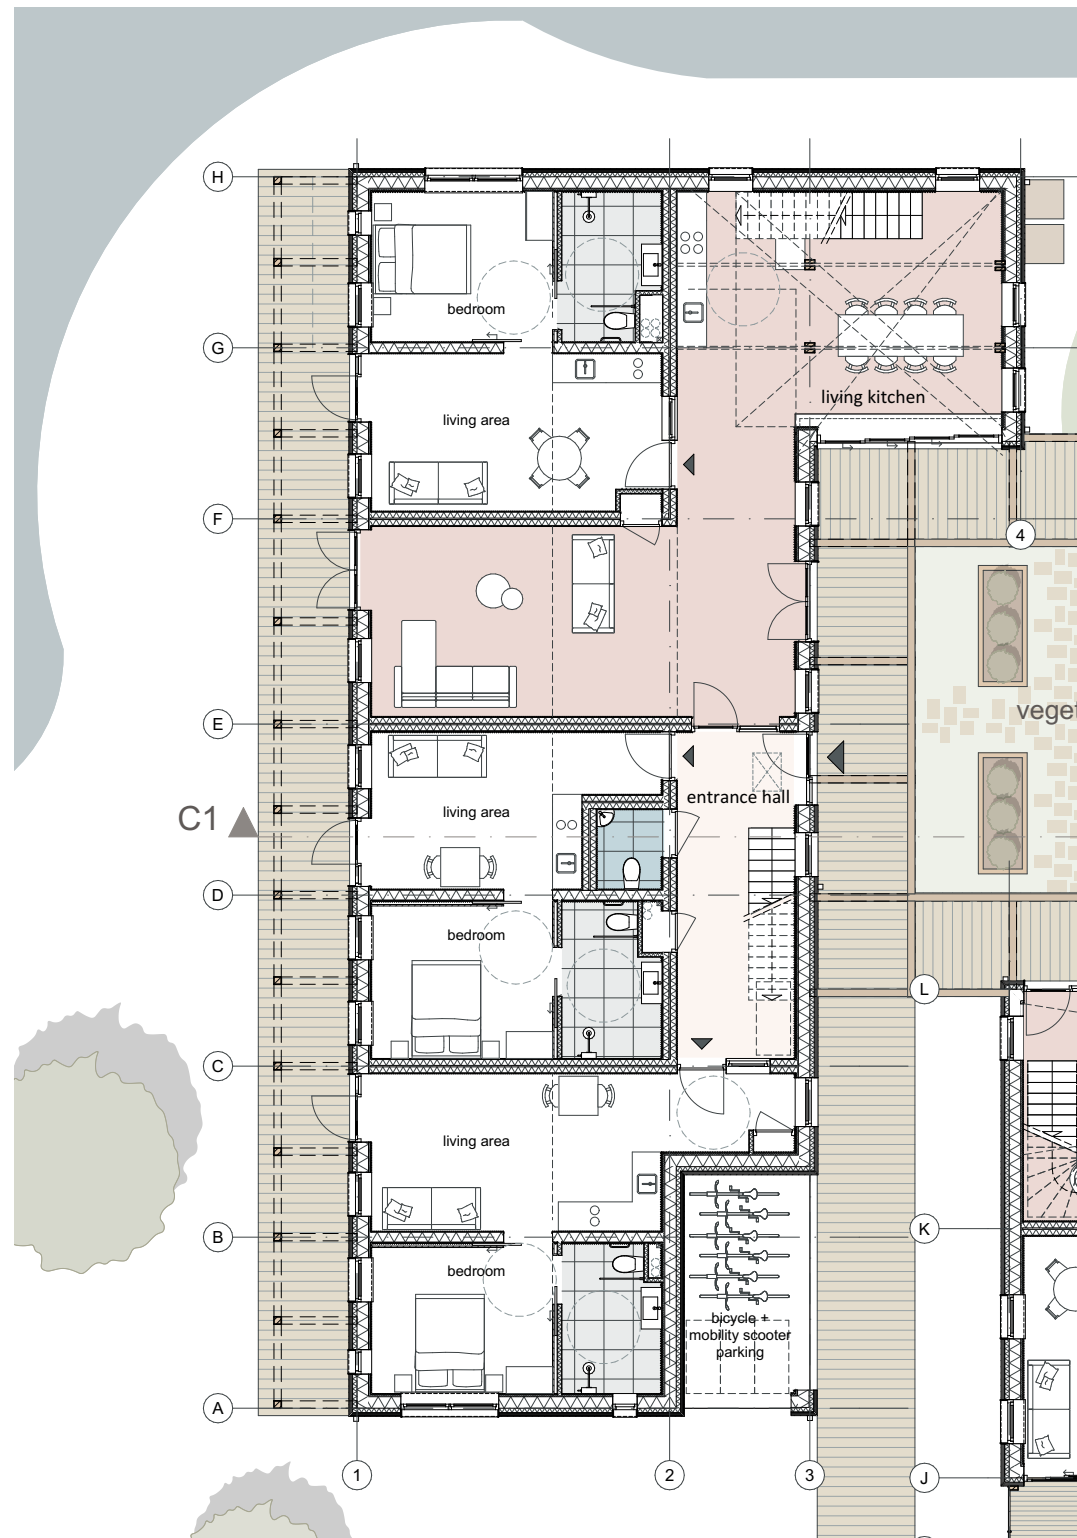 H
bedroom
G
living kitchen
living area
F
4
vege
E
entrance hall
C1
living area
D
bedroom
L
C
living area
K
B
bedroom
bicycle +
mobility scooter
parking
A
1
2
3
J